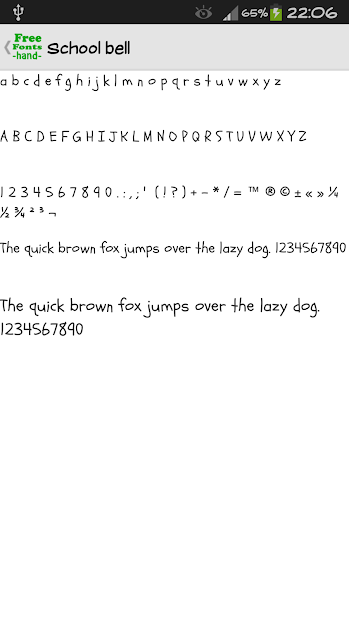 65% 22:06
Free
Fonts
-hand-
School bell
a b c d e f g h i j k l m n o p q r s t u v w x y z
A B C D E F G H I J K L M N O P Q R S T U V W X Y Z
1 2 3 4 5 6 7 8 9 0 . : , ; ' ( ! ? ) + - * / = ™ ® © ± « » ¼
½ ¾ ² ³ ¬
The quick brown fox jumps over the lazy dog. 1234567890
The quick brown fox jumps over the lazy dog.
1234567890